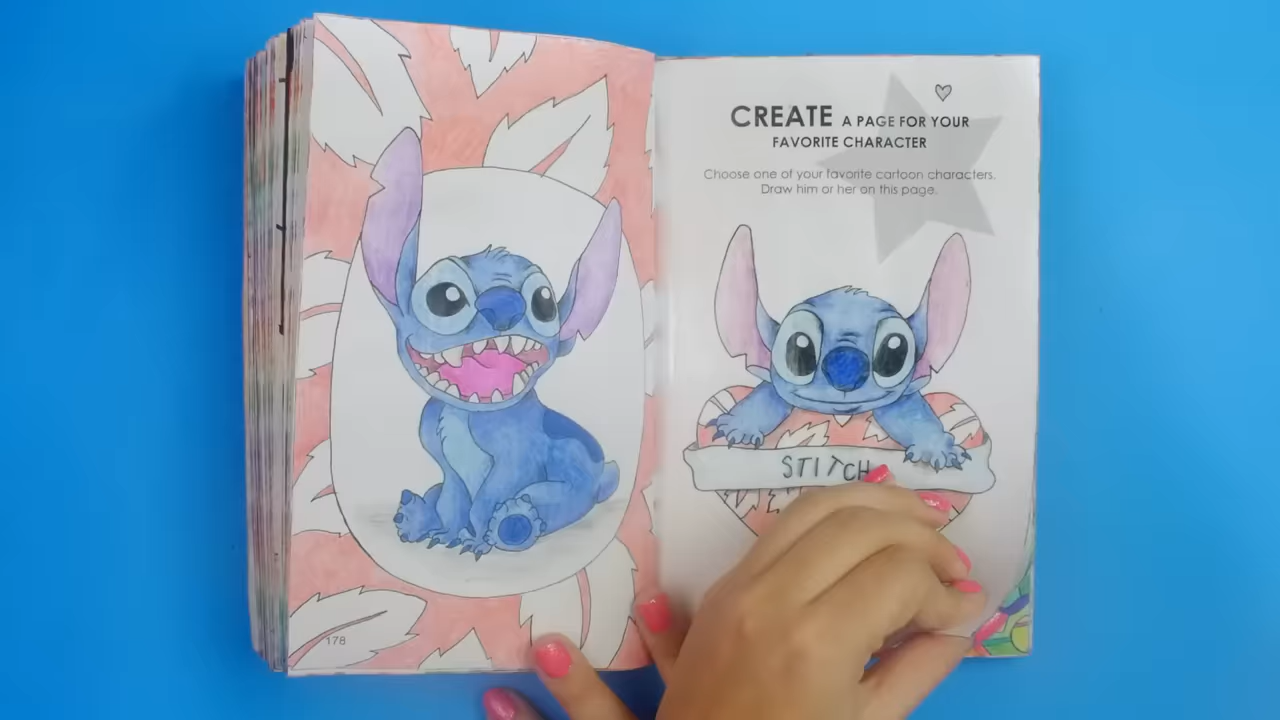 CREATE A PAGE FOR YOUR
FAVORITE CHARACTER
Choose one of your favorite cartoon characters.
Draw him or her on this page.
STITCH
178